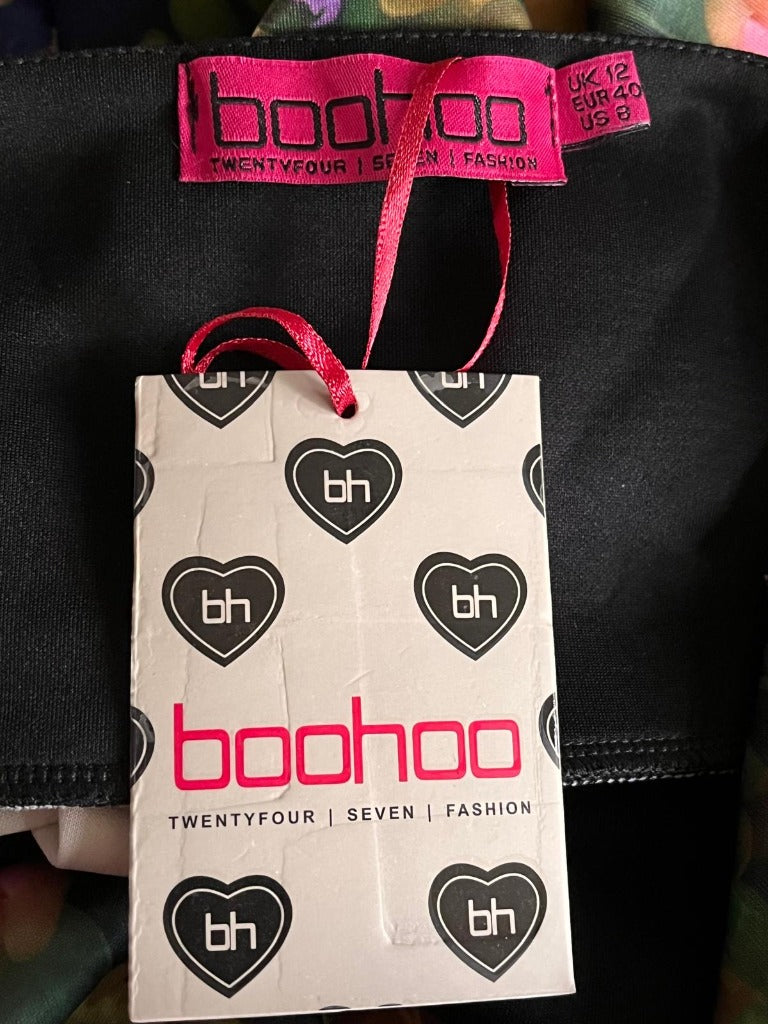 boohoo
TWENTYFOUR | SEVEN | FASHION
UK 12
EUR 40
US 8
bh
bh
bh
bh
bh
boohoo
TWENTYFOUR | SEVEN | FASHION
bh
bh